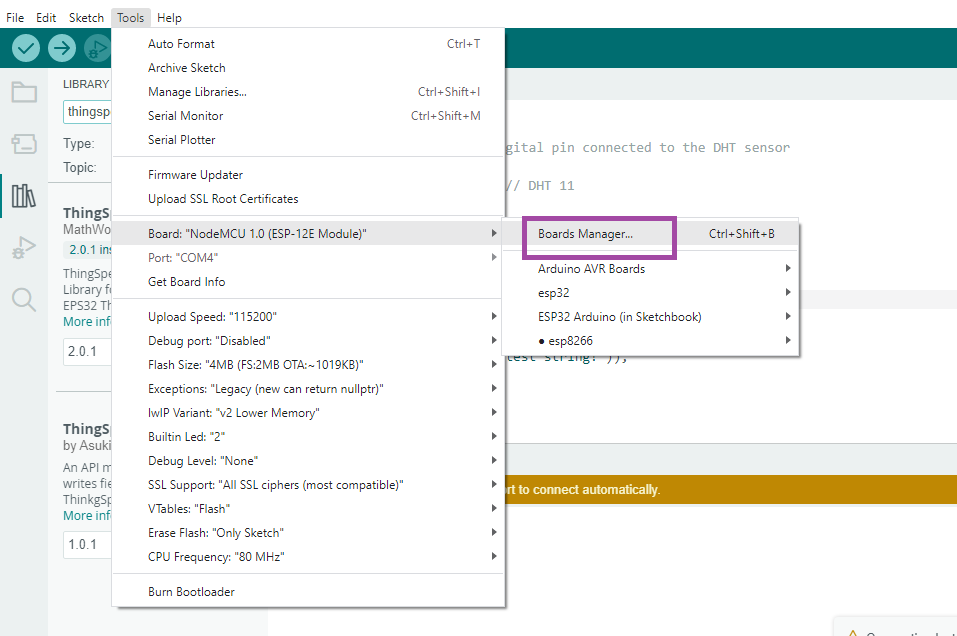 File Edit Sketch Tools Help
Auto Format Ctrl+T
Archive Sketch
Manage Libraries... Ctrl+Shift+I
Serial Monitor Ctrl+Shift+M
Serial Plotter
Firmware Updater
Upload SSL Root Certificates
Board: "NodeMCU 1.0 (ESP-12E Module)"
Port: "COM4"
Get Board Info
Upload Speed: "115200"
Debug port: "Disabled"
Flash Size: "4MB (FS:2MB OTA:~1019KB)"
Exceptions: "Legacy (new can return nullptr)"
lwIP Variant: "v2 Lower Memory"
Builtin Led: "2"
Debug Level: "None"
SSL Support: "All SSL ciphers (most compatible)"
VTables: "Flash"
Erase Flash: "Only Sketch"
CPU Frequency: "80 MHz"
Burn Bootloader
Boards Manager... Ctrl+Shift+B
Arduino AVR Boards
esp32
ESP32 Arduino (in Sketchbook)
● esp8266
LIBRARY
thingsp
Type:
Topic:
ThingS
MathWo
2.0.1 ins
ThingSpe
Library fo
EPS32 Th
More info
2.0.1
ThingS
by Asuki
An API m
writes fie
ThinkgSp
More info
1.0.1
gital pin connected to the DHT sensor
// DHT 11
test string!"));
rt to connect automatically.